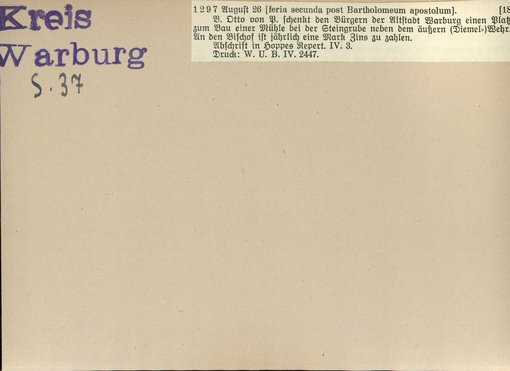 Kreis
Warburg
S. 37
1297 August 26 [feria secunda post Bartholomeum apostolum]. [18
B. Otto von P. schenkt den Bürgern der Altstadt Warburg einen Platz
zum Bau einer Mühle bei der Steingrube neben dem äußern (Diemel-)Wehr.
An den Bischof ist jährlich eine Mark Zins zu zahlen.
Abschrift in Hoppes Repert. IV. 3.
Druck: W. U. B. IV. 2447.